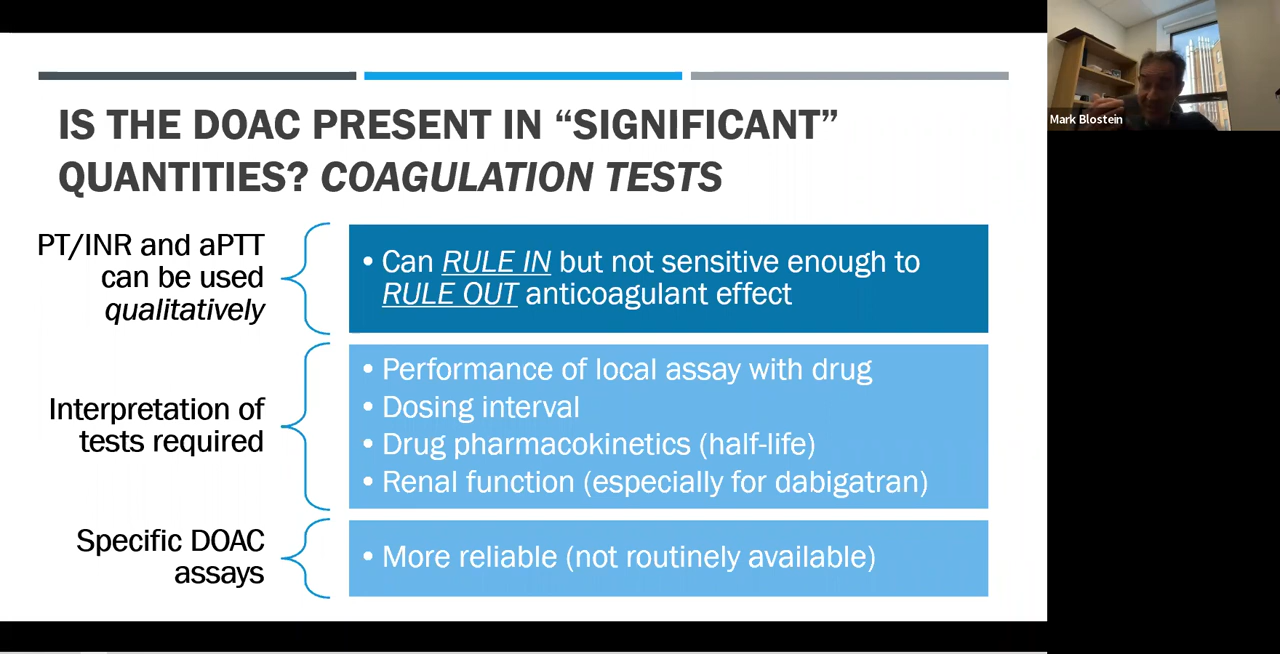 IS THE DOAC PRESENT IN “SIGNIFICANT”
QUANTITIES? COAGULATION TESTS
PT/INR and aPTT
can be used
qualitatively
• Can RULE IN but not sensitive enough to
RULE OUT anticoagulant effect
Interpretation of
tests required
• Performance of local assay with drug
• Dosing interval
• Drug pharmacokinetics (half-life)
• Renal function (especially for dabigatran)
Specific DOAC
assays
• More reliable (not routinely available)
Mark Blostein